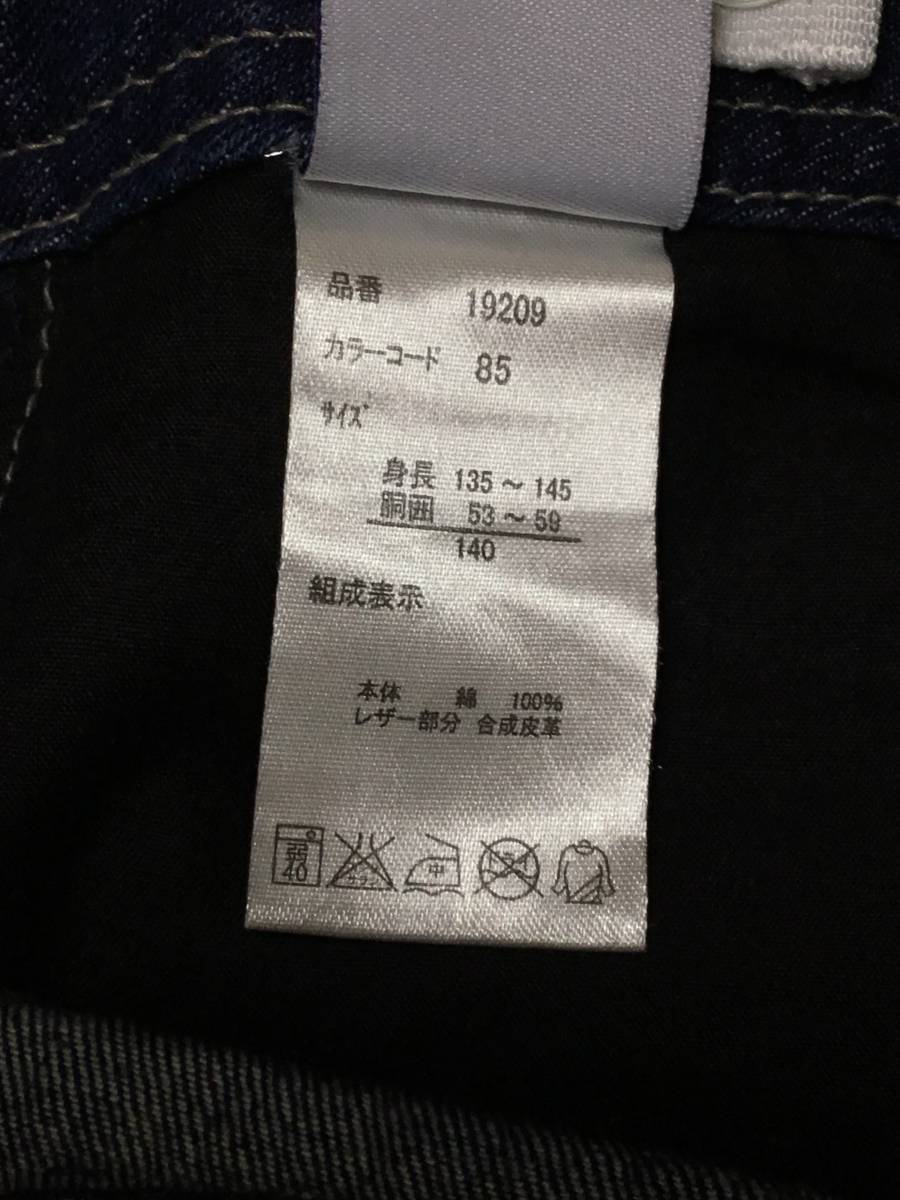 品番 19209
カラーコード 85
サイズ
身長 135～145
胴囲 53～59
140
組成表示
本体 綿 100%
レザー部分 合成皮革
弱 40 中